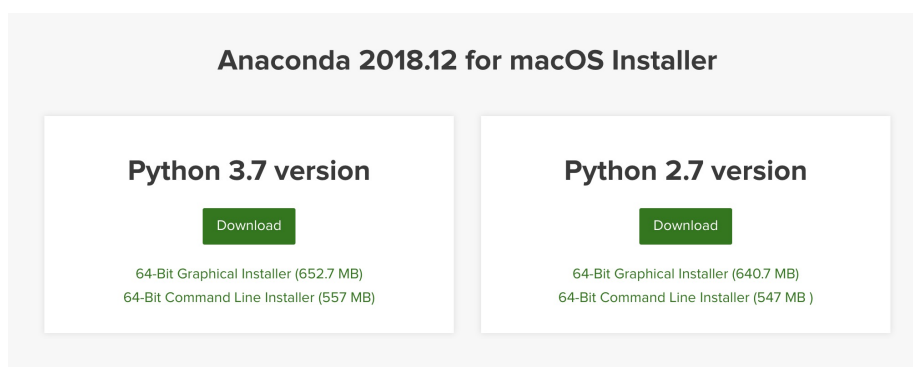 Anaconda 2018.12 for macOS Installer
Python 3.7 version
Download
64-Bit Graphical Installer (652.7 MB)
64-Bit Command Line Installer (557 MB)
Python 2.7 version
Download
64-Bit Graphical Installer (640.7 MB)
64-Bit Command Line Installer (547 MB )